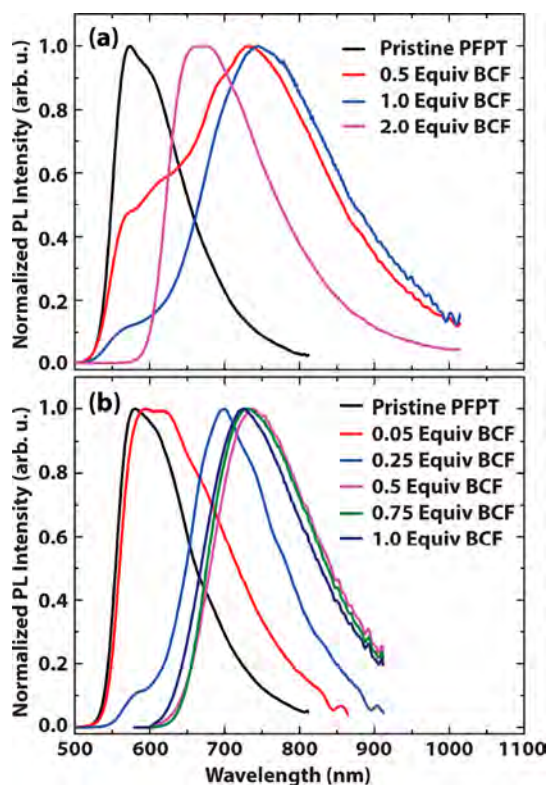 (a)
Pristine PFPT
0.5 Equiv BCF
1.0 Equiv BCF
2.0 Equiv BCF
Normalized PL Intensity (arb. u.)
1.0
0.8
0.6
0.4
0.2
0.0
(b)
Pristine PFPT
0.05 Equiv BCF
0.25 Equiv BCF
0.5 Equiv BCF
0.75 Equiv BCF
1.0 Equiv BCF
Normalized PL Intensity (arb. u.)
1.0
0.8
0.6
0.4
0.2
0.0
500 600 700 800 900 1000 1100
Wavelength (nm)